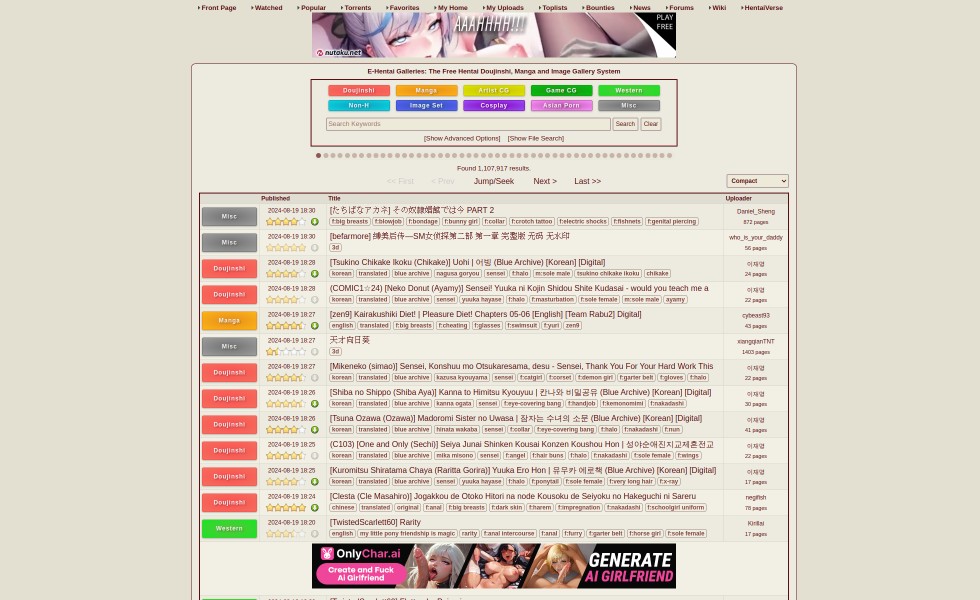 Front Page Watched Popular Torrents Favorites My Home My Uploads Toplists Bounties News Forums Wiki HentaiVerse
AAAHHH!!
PLAY FREE
nutaku.net
E-Hentai Galleries: The Free Hentai Doujinshi, Manga and Image Gallery System
Doujinshi Manga Artist CG Game CG Western
Non-H Image Set Cosplay Asian Porn Misc
Search Keywords Search Clear
[Show Advanced Options] [Show File Search]
Found 1,107,917 results.
<< First < Prev Jump/Seek Next > Last >> Compact
Published Title Uploader
Misc 2024-08-19 18:30 [たちばなアカネ] その奴隷婿醜では今 PART 2 Daniel_Sheng
f:big breasts f:blowjob f:bondage f:bunny girl f:collar f:crotch tattoo f:electric shocks f:fishnets f:genital piercing 872 pages
Misc 2024-08-19 18:30 [befarmore] 缚美后传—SM女侦探第二部 第一章 完整版 无码 无水印 who_is_your_daddy
3d 56 pages
Doujinshi 2024-08-19 18:28 [Tsukino Chikake Ikoku (Chikake)] Uohi | 어빙 (Blue Archive) [Korean] [Digital] 이재명
korean translated blue archive nagusa goryou sensei f:halo m:sole male tsukino chikake ikoku chikake 24 pages
Doujinshi 2024-08-19 18:28 (COMIC1☆24) [Neko Donut (Ayamy)] Sensei! Yuuka ni Kojin Shidou Shite Kudasai - would you teach me a 이재명
korean translated blue archive sensei yuuka hayase f:halo f:masturbation f:sole female m:sole male ayamy 22 pages
Manga 2024-08-19 18:27 [zen9] Kairakushiki Diet! | Pleasure Diet! Chapters 05-06 [English] [Team Rabu2] Digital] cybeast93
english translated f:big breasts f:cheating f:glasses f:swimsuit f:yuri zen9 43 pages
Misc 2024-08-19 18:27 天才向日葵 xiangqianTNT
3d 1403 pages
Doujinshi 2024-08-19 18:27 [Mikeneko (simao)] Sensei, Konshuu mo Otsukaresama, desu - Sensei, Thank You For Your Hard Work This 이재명
korean translated blue archive kazusa kyouyama sensei f:catgirl f:corset f:demon girl f:garter belt f:gloves f:halo 22 pages
Doujinshi 2024-08-19 18:26 [Shiba no Shippo (Shiba Aya)] Kanna to Himitsu Kyouyuu | 칸나와 비밀공유 (Blue Archive) [Korean] [Digital] 이재명
korean translated blue archive kanna ogata sensei f:eye-covering bang f:handjob f:kemonomimi f:nakadashi 30 pages
Doujinshi 2024-08-19 18:26 [Tsuna Ozawa (Ozawa)] Madoromi Sister no Uwasa | 잠자는 수녀의 소문 (Blue Archive) [Korean] [Digital] 이재명
korean translated blue archive hinata wakaba sensei f:collar f:eye-covering bang f:halo f:nakadashi f:nun 41 pages
Doujinshi 2024-08-19 18:25 (C103) [One and Only (Sechi)] Seiya Junai Shinken Kousai Konzen Koushou Hon | 성야순애진지교제혼전교 이재명
korean translated blue archive mika misono sensei f:angel f:hair buns f:halo f:nakadashi f:sole female f:wings 22 pages
Doujinshi 2024-08-19 18:25 [Kuromitsu Shiratama Chaya (Raritta Gorira)] Yuuka Ero Hon | 유우카 에로책 (Blue Archive) [Korean] [Digital] 이재명
korean translated blue archive sensei yuuka hayase f:halo f:ponytail f:sole female f:very long hair f:x-ray 17 pages
Doujinshi 2024-08-19 18:24 [Clesta (Cle Masahiro)] Jogakkou de Otoko Hitori na node Kousoku de Seiyoku no Hakeguchi ni Sareru negifish
chinese translated original f:anal f:big breasts f:dark skin f:harem f:impregnation f:nakadashi f:schoolgirl uniform 78 pages
Western 2024-08-19 18:20 [TwistedScarlett60] Rarity Kirillai
english my little pony friendship is magic rarity f:anal intercourse f:anal f:furry f:garter belt f:horse girl f:sole female 17 pages
OnlyChar.ai
Create and Fuck Ai Girlfriend
GENERATE AI GIRLFRIEND